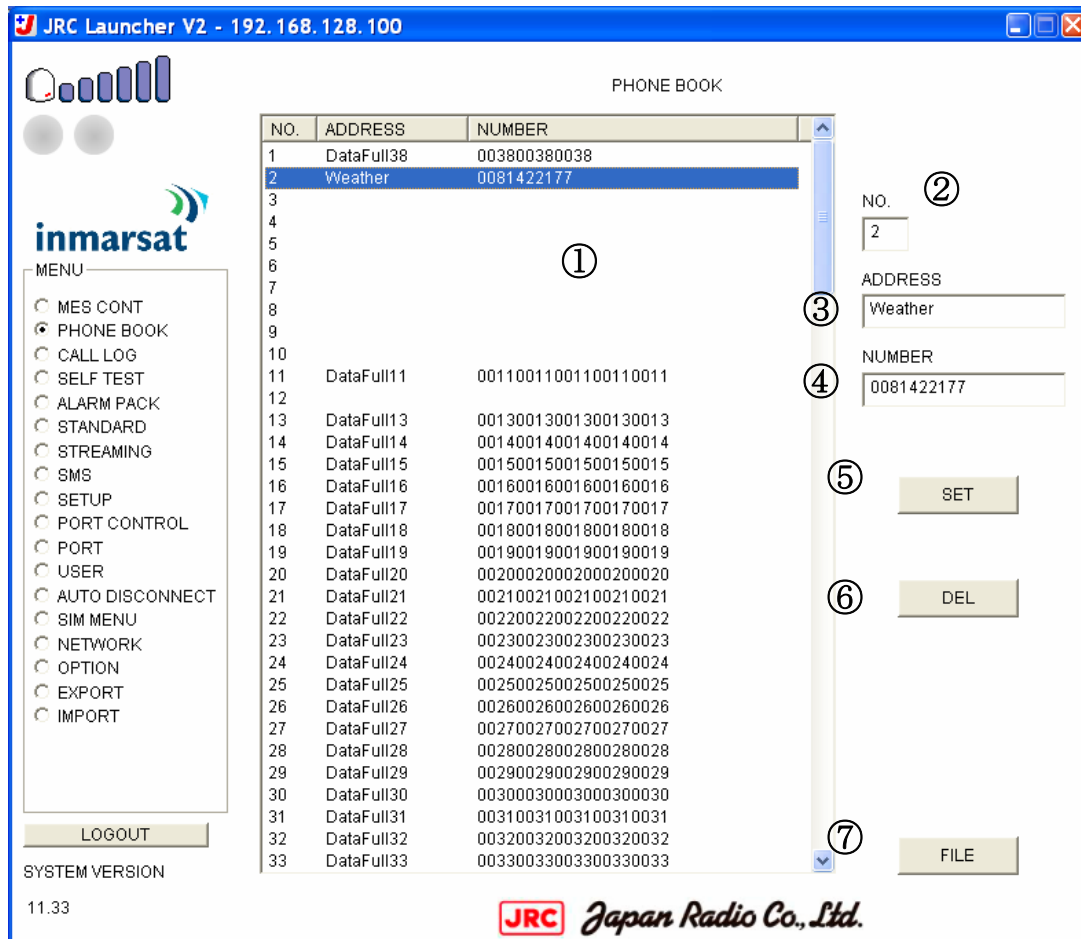 JRC Launcher V2 - 192.168.128.100
PHONE BOOK
NO. ADDRESS NUMBER
1 DataFull38 003800380038
2 Weather 0081422177
3
4
5
6
7
8
9
10
11 DataFull11 00110011001100110011
12
13 DataFull13 00130013001300130013
14 DataFull14 00140014001400140014
15 DataFull15 00150015001500150015
16 DataFull16 00160016001600160016
17 DataFull17 00170017001700170017
18 DataFull18 00180018001800180018
19 DataFull19 00190019001900190019
20 DataFull20 00200020002000200020
21 DataFull21 00210021002100210021
22 DataFull22 00220022002200220022
23 DataFull23 00230023002300230023
24 DataFull24 00240024002400240024
25 DataFull25 00250025002500250025
26 DataFull26 00260026002600260026
27 DataFull27 00270027002700270027
28 DataFull28 00280028002800280028
29 DataFull29 00290029002900290029
30 DataFull30 00300030003000300030
31 DataFull31 00310031003100310031
32 DataFull32 00320032003200320032
33 DataFull33 00330033003300330033
①
inmarsat
MENU
MES CONT
PHONE BOOK
CALL LOG
SELF TEST
ALARM PACK
STANDARD
STREAMING
SMS
SETUP
PORT CONTROL
PORT
USER
AUTO DISCONNECT
SIM MENU
NETWORK
OPTION
EXPORT
IMPORT
LOGOUT
SYSTEM VERSION
11.33
NO. ②
2
ADDRESS
③ Weather
NUMBER
④ 0081422177
⑤ SET
⑥ DEL
⑦ FILE
JRC Japan Radio Co., Ltd.